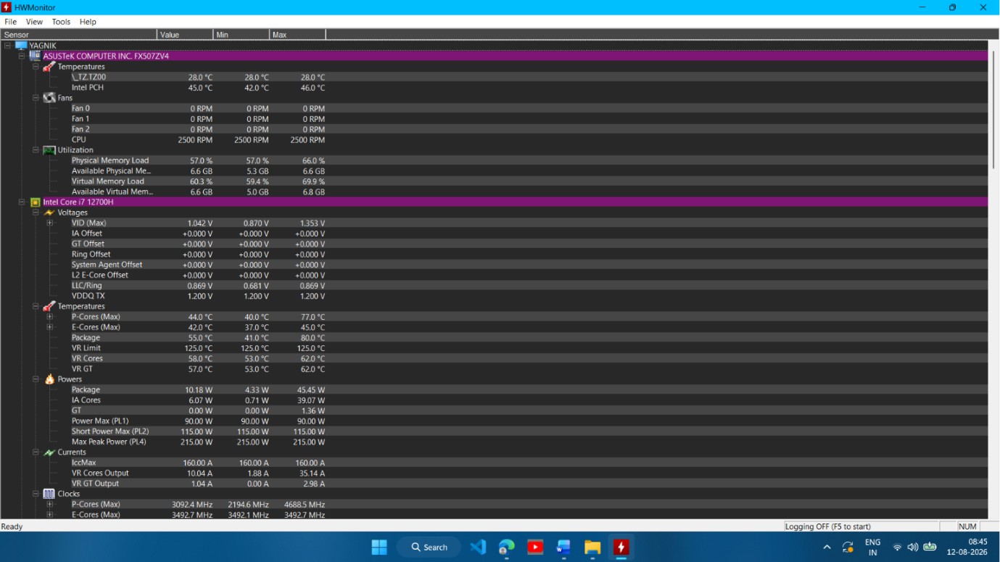 HWMonitor
File View Tools Help
Sensor Value Min Max
YAGNIK
ASUSTeK COMPUTER INC. FX507ZV4
Temperatures
\_TZ.TZ00 28.0 °C 28.0 °C 28.0 °C
Intel PCH 45.0 °C 42.0 °C 46.0 °C
Fans
Fan 0 0 RPM 0 RPM 0 RPM
Fan 1 0 RPM 0 RPM 0 RPM
Fan 2 0 RPM 0 RPM 0 RPM
CPU 2500 RPM 2500 RPM 2500 RPM
Utilization
Physical Memory Load 57.0 % 57.0 % 66.0 %
Available Physical Me... 6.6 GB 5.3 GB 6.6 GB
Virtual Memory Load 60.3 % 59.4 % 69.9 %
Available Virtual Mem... 6.6 GB 5.0 GB 6.8 GB
Intel Core i7 12700H
Voltages
VID (Max) 1.042 V 0.870 V 1.353 V
IA Offset +0.000 V +0.000 V +0.000 V
GT Offset +0.000 V +0.000 V +0.000 V
Ring Offset +0.000 V +0.000 V +0.000 V
System Agent Offset +0.000 V +0.000 V +0.000 V
L2 E-Core Offset +0.000 V +0.000 V +0.000 V
LLC/Ring 0.869 V 0.681 V 0.869 V
VDDQ TX 1.200 V 1.200 V 1.200 V
Temperatures
P-Cores (Max) 44.0 °C 40.0 °C 77.0 °C
E-Cores (Max) 42.0 °C 37.0 °C 45.0 °C
Package 55.0 °C 41.0 °C 80.0 °C
VR Limit 125.0 °C 125.0 °C 125.0 °C
VR Cores 58.0 °C 53.0 °C 62.0 °C
VR GT 57.0 °C 53.0 °C 62.0 °C
Powers
Package 10.18 W 4.33 W 45.45 W
IA Cores 6.07 W 0.71 W 39.07 W
GT 0.00 W 0.00 W 1.36 W
Power Max (PL1) 90.00 W 90.00 W 90.00 W
Short Power Max (PL2) 115.00 W 115.00 W 115.00 W
Max Peak Power (PL4) 215.00 W 215.00 W 215.00 W
Currents
IccMax 160.00 A 160.00 A 160.00 A
VR Cores Output 10.04 A 1.88 A 35.14 A
VR GT Output 1.04 A 0.00 A 2.98 A
Clocks
P-Cores (Max) 3092.4 MHz 2194.6 MHz 4688.5 MHz
E-Cores (Max) 3492.7 MHz 3492.1 MHz 3492.7 MHz
Ready Logging OFF (F5 to start) NUM
Search
ENG 08:45
IN 12-08-2026